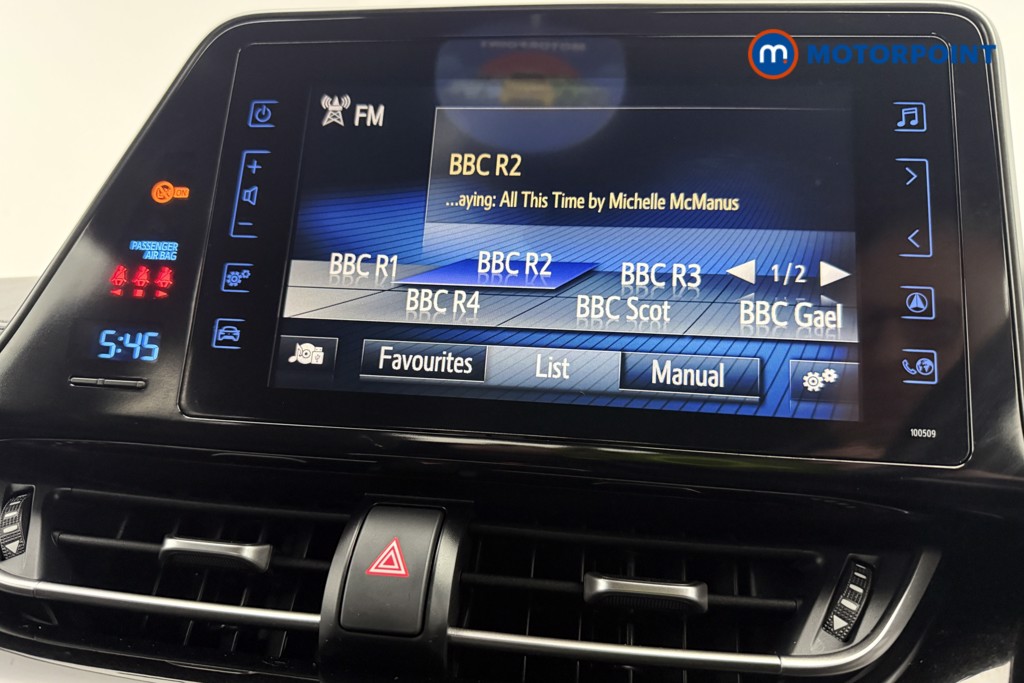 m. MOTORPOINT
FM
BBC R2
...aying: All This Time by Michelle McManus
BBC R1 BBC R2 BBC R3 1/2
BBC R4 BBC Scot BBC Gael
Favourites List Manual
+
-
ON
PASSENGER
AIR BAG
5:45
100509